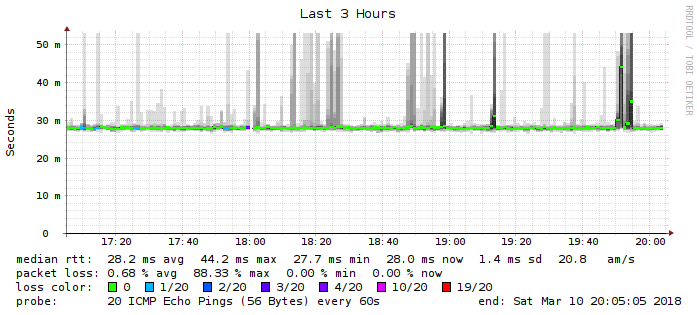 Last 3 Hours
RRDTOOL / TOBI OETIKER
Seconds
50 m
40 m
30 m
20 m
10 m
0
17:20 17:40 18:00 18:20 18:40 19:00 19:20 19:40 20:00
median rtt: 28.2 ms avg 44.2 ms max 27.7 ms min 28.0 ms now 1.4 ms sd 20.8 am/s
packet loss: 0.68 % avg 88.33 % max 0.00 % min 0.00 % now
loss color: 0 1/20 2/20 3/20 4/20 10/20 19/20
probe: 20 ICMP Echo Pings (56 Bytes) every 60s end: Sat Mar 10 20:05:05 2018